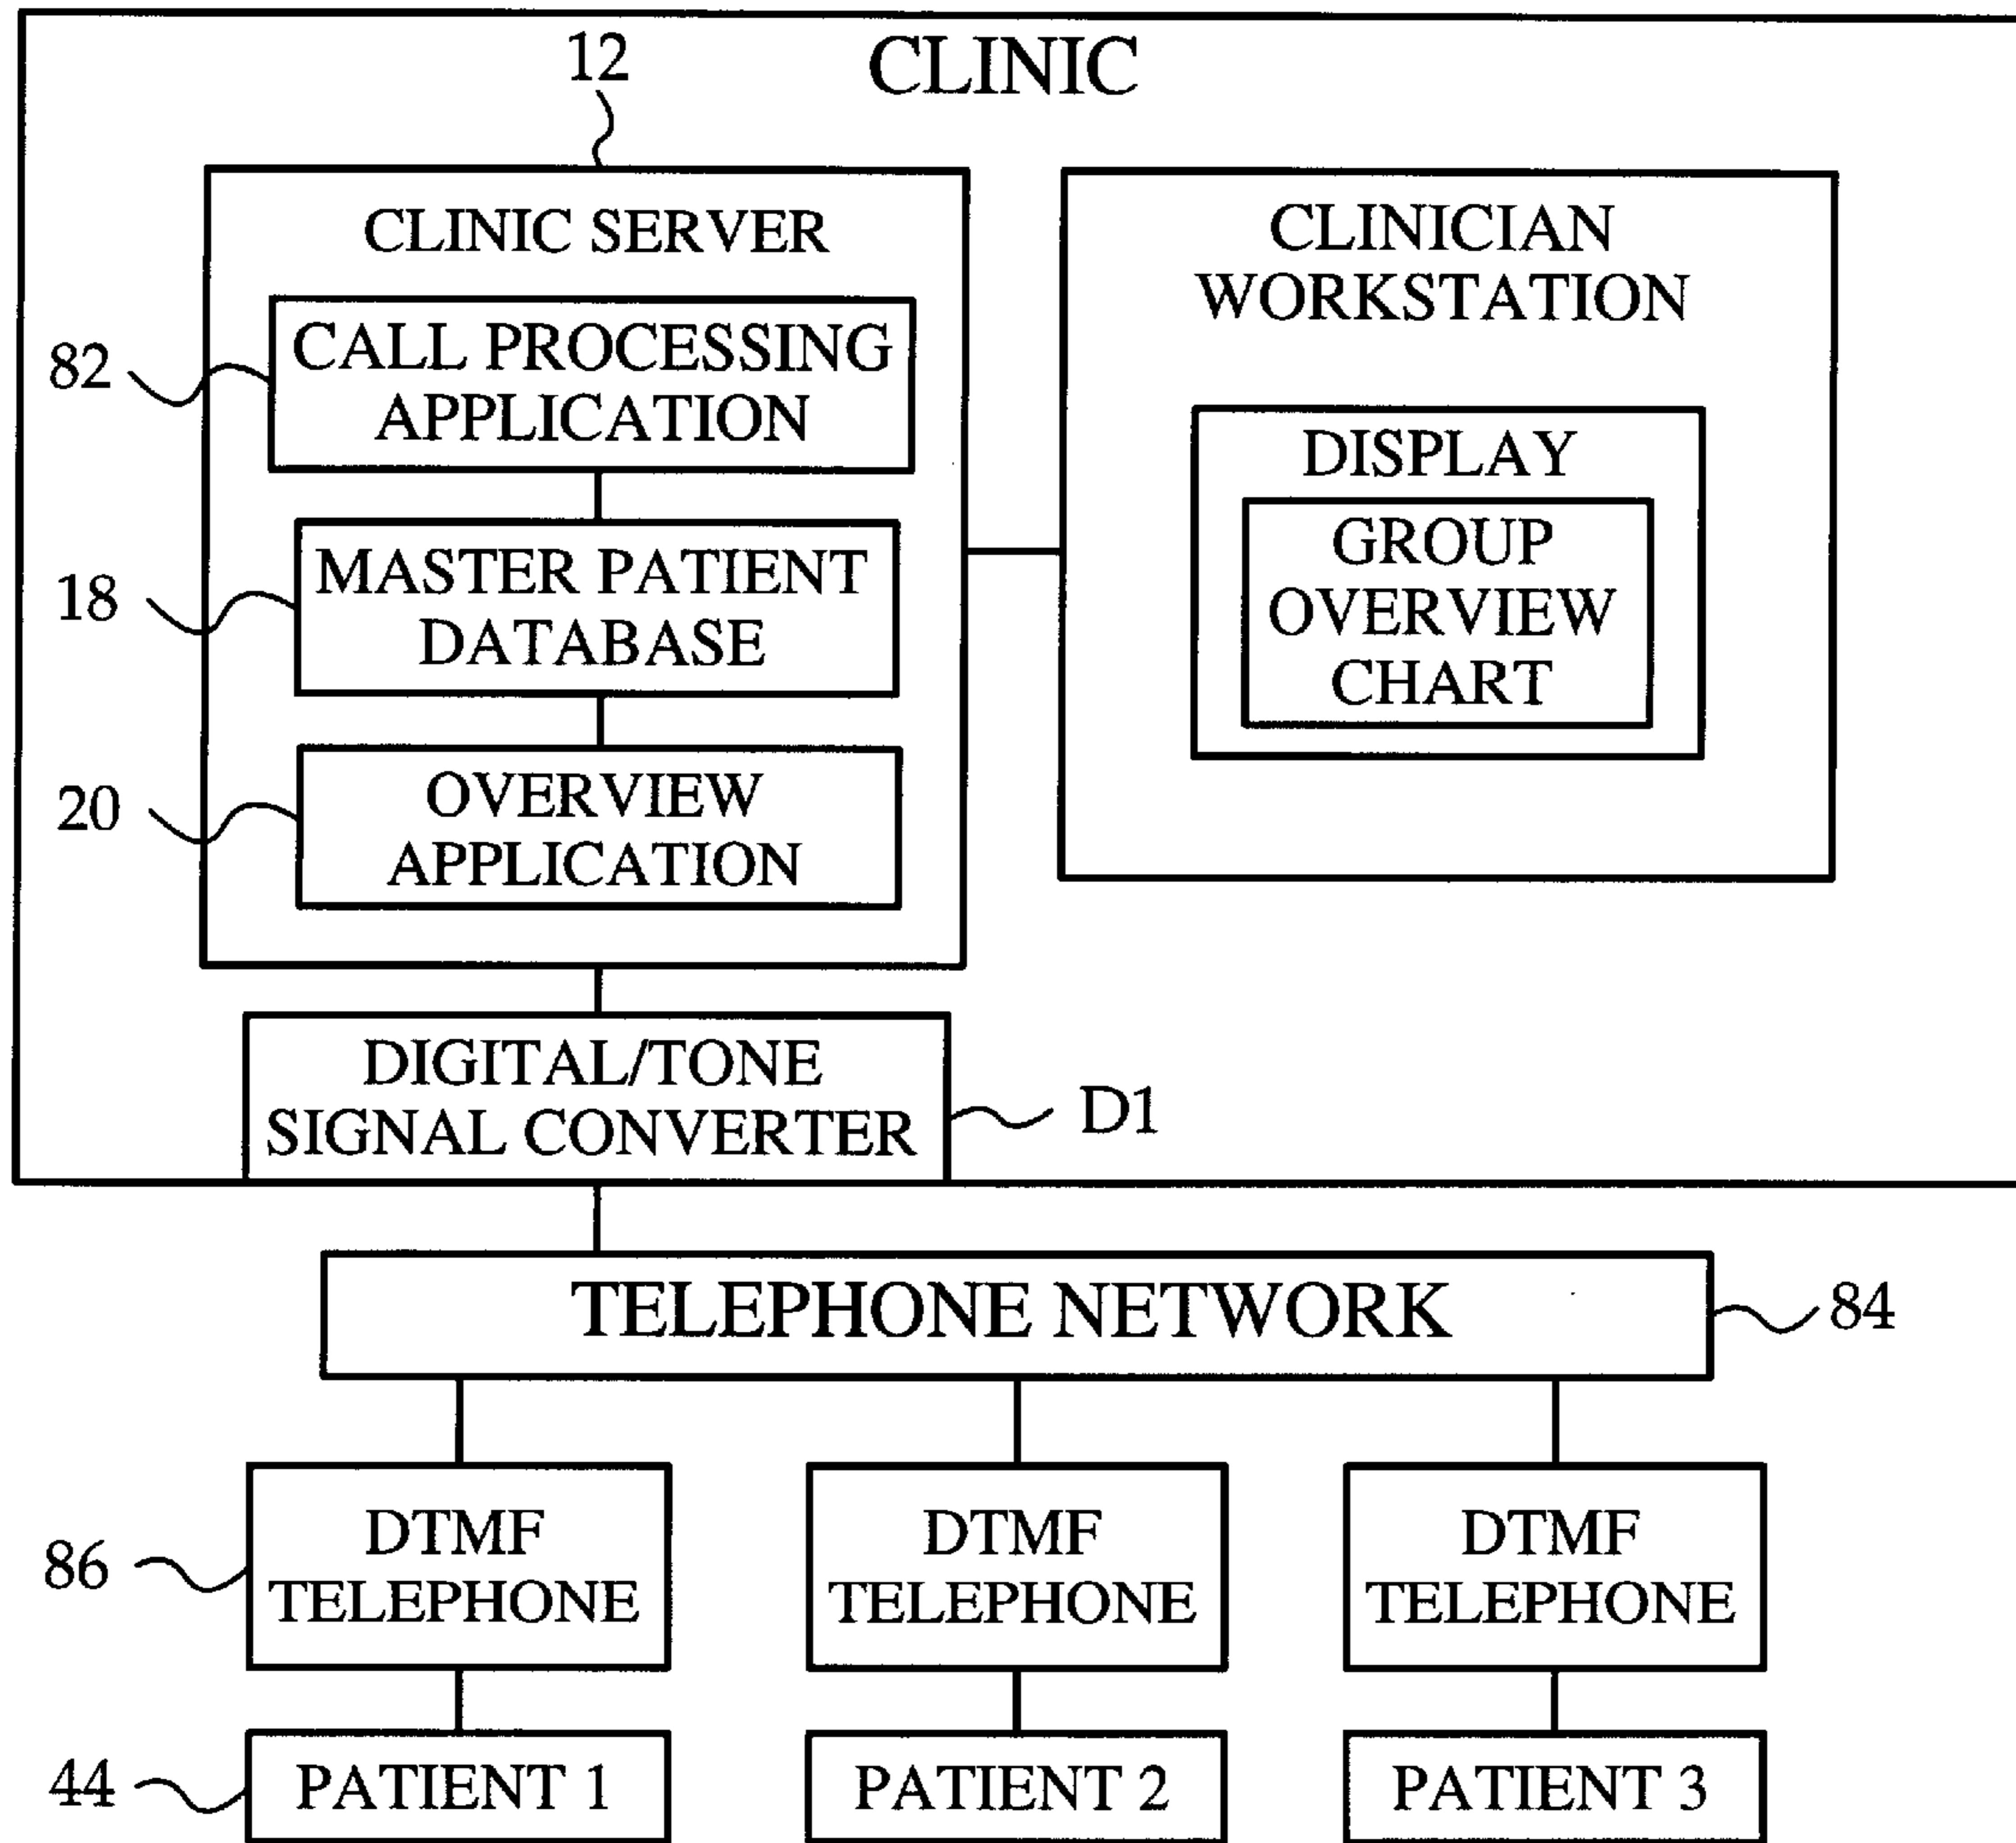 CLINIC
12
CLINIC SERVER
82
CALL PROCESSING
APPLICATION
18
MASTER PATIENT
DATABASE
20
OVERVIEW
APPLICATION
CLINICIAN
WORKSTATION
DISPLAY
GROUP
OVERVIEW
CHART
DIGITAL/TONE
SIGNAL CONVERTER
D1
TELEPHONE NETWORK
84
86
DTMF
TELEPHONE
DTMF
TELEPHONE
DTMF
TELEPHONE
44
PATIENT 1
PATIENT 2
PATIENT 3